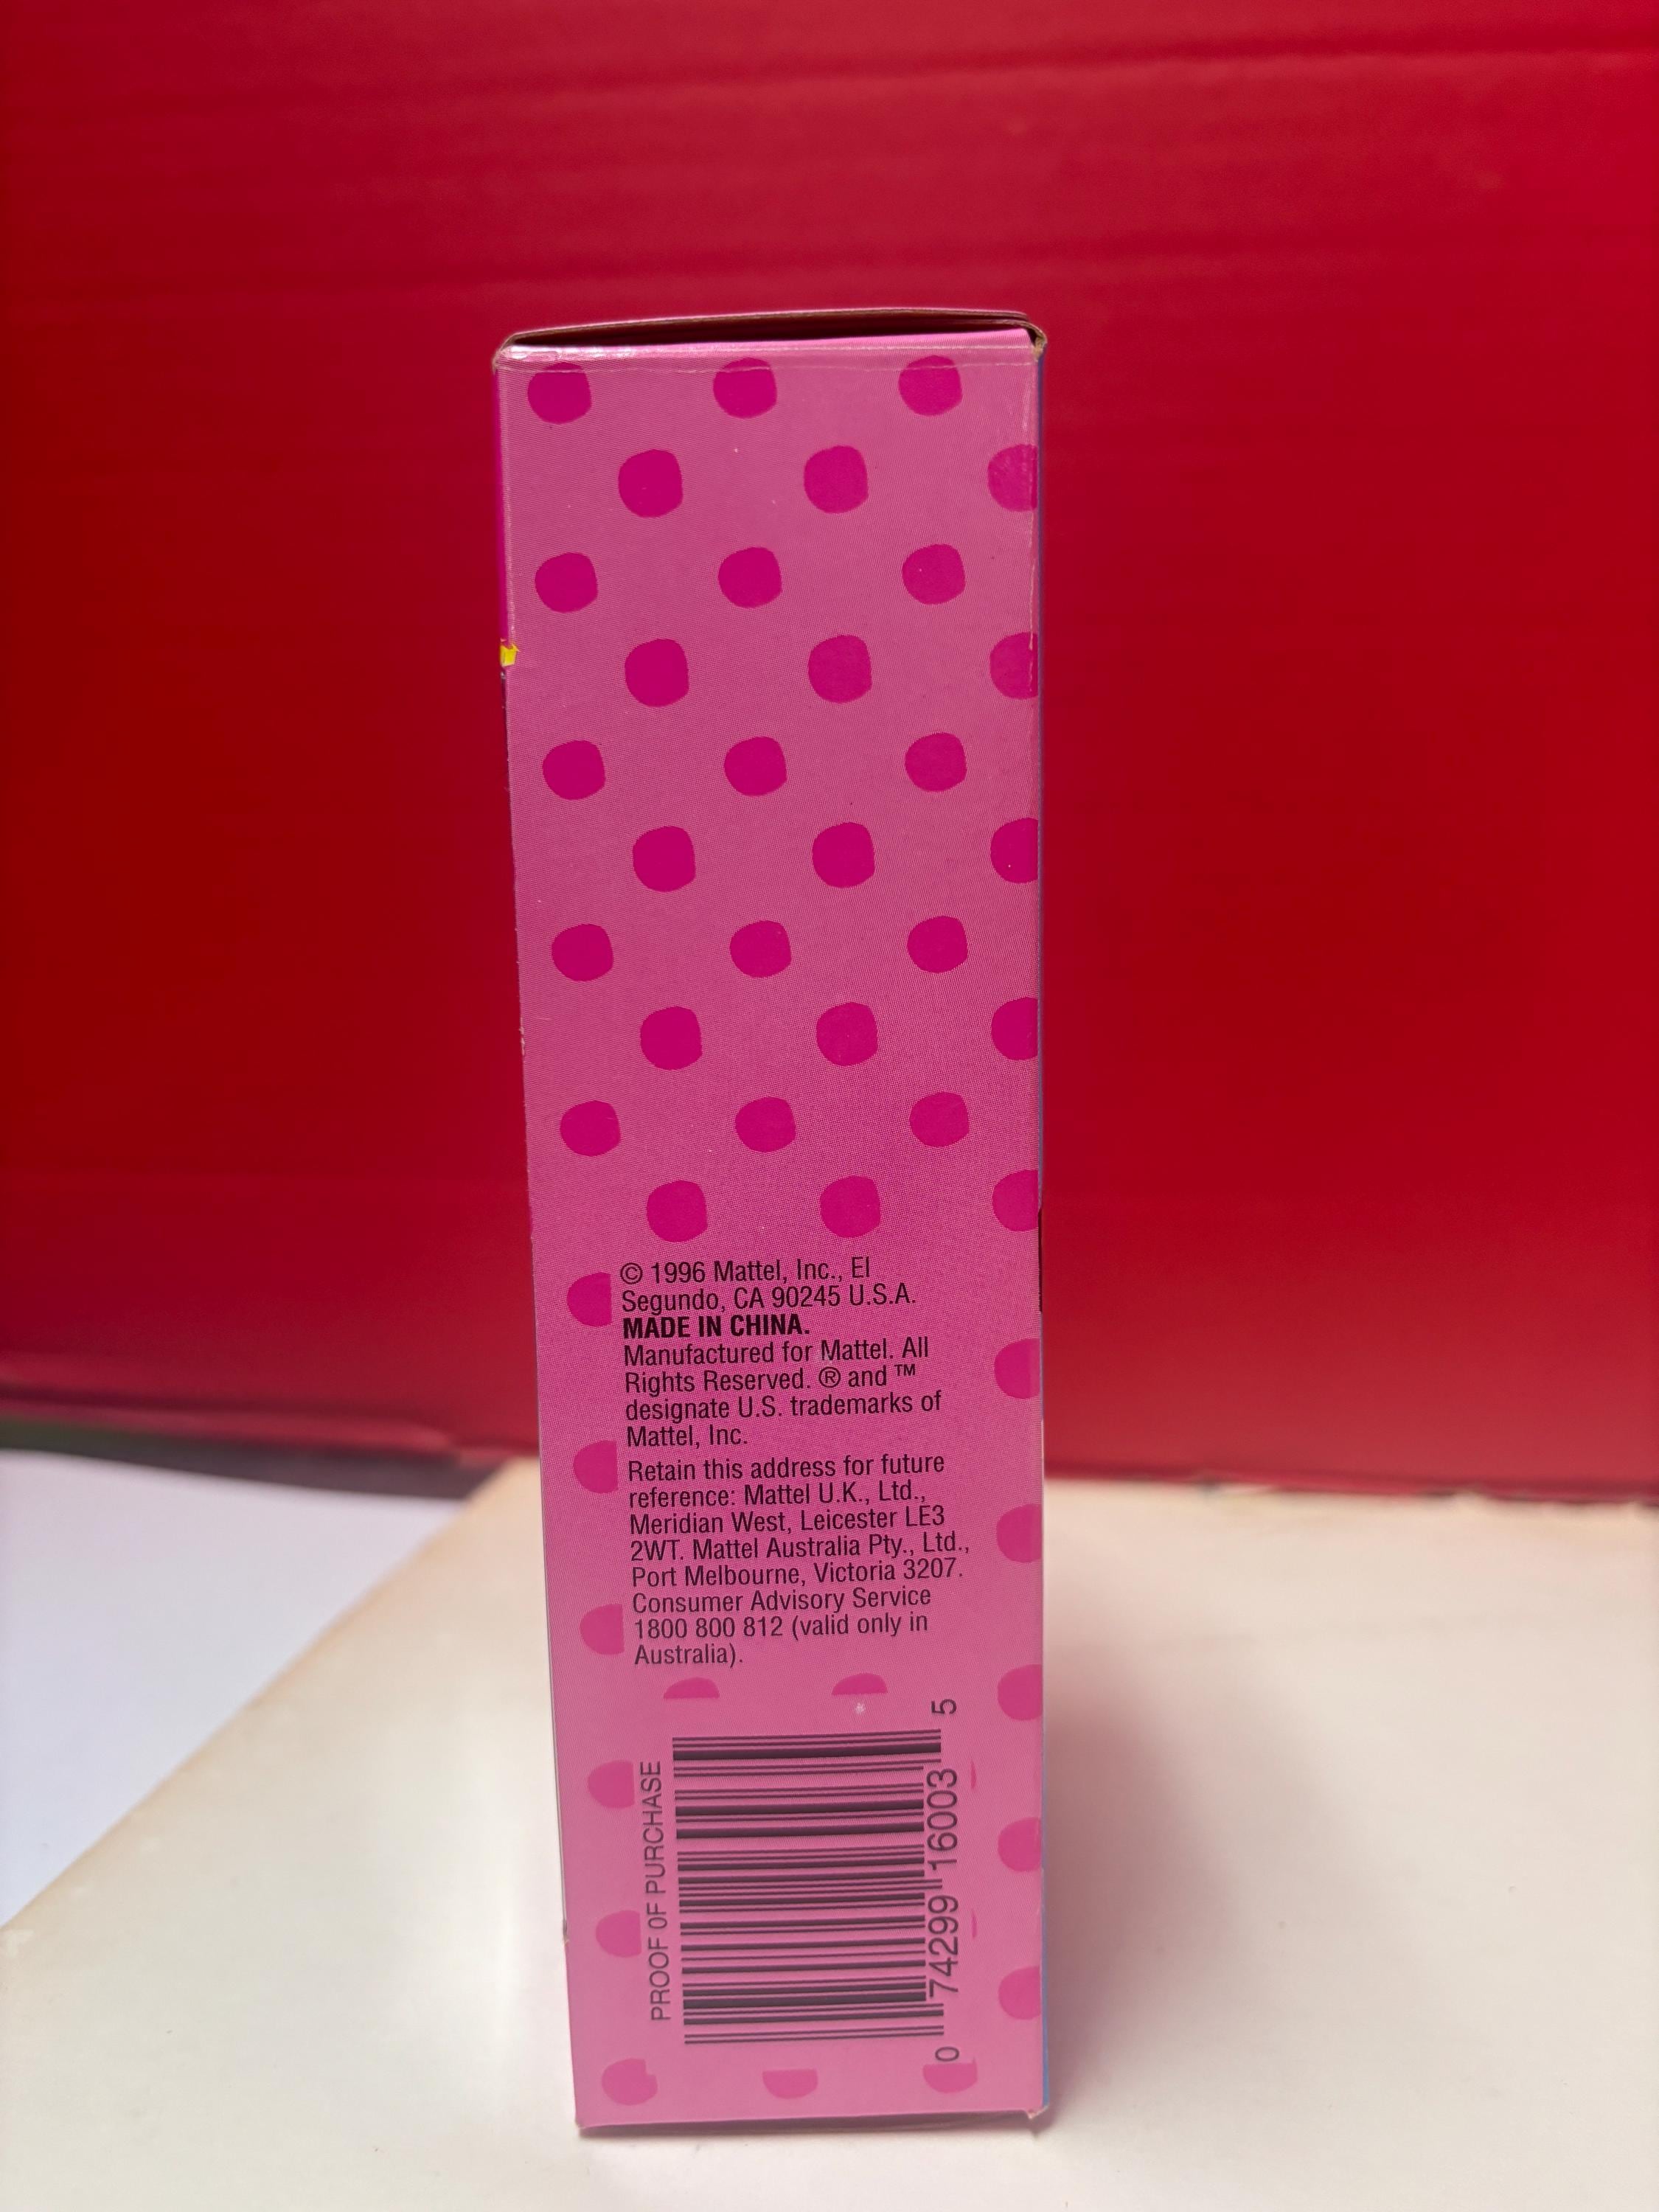 © 1996 Mattel, Inc., El
Segundo, CA 90245 U.S.A.
MADE IN CHINA.
Manufactured for Mattel. All
Rights Reserved. ® and ™
designate U.S. trademarks of
Mattel, Inc.
Retain this address for future
reference: Mattel U.K., Ltd.,
Meridian West, Leicester LE3
2WT. Mattel Australia Pty., Ltd.,
Port Melbourne, Victoria 3207.
Consumer Advisory Service
1800 800 812 (valid only in
Australia).
PROOF OF PURCHASE
0 74299 16003 5